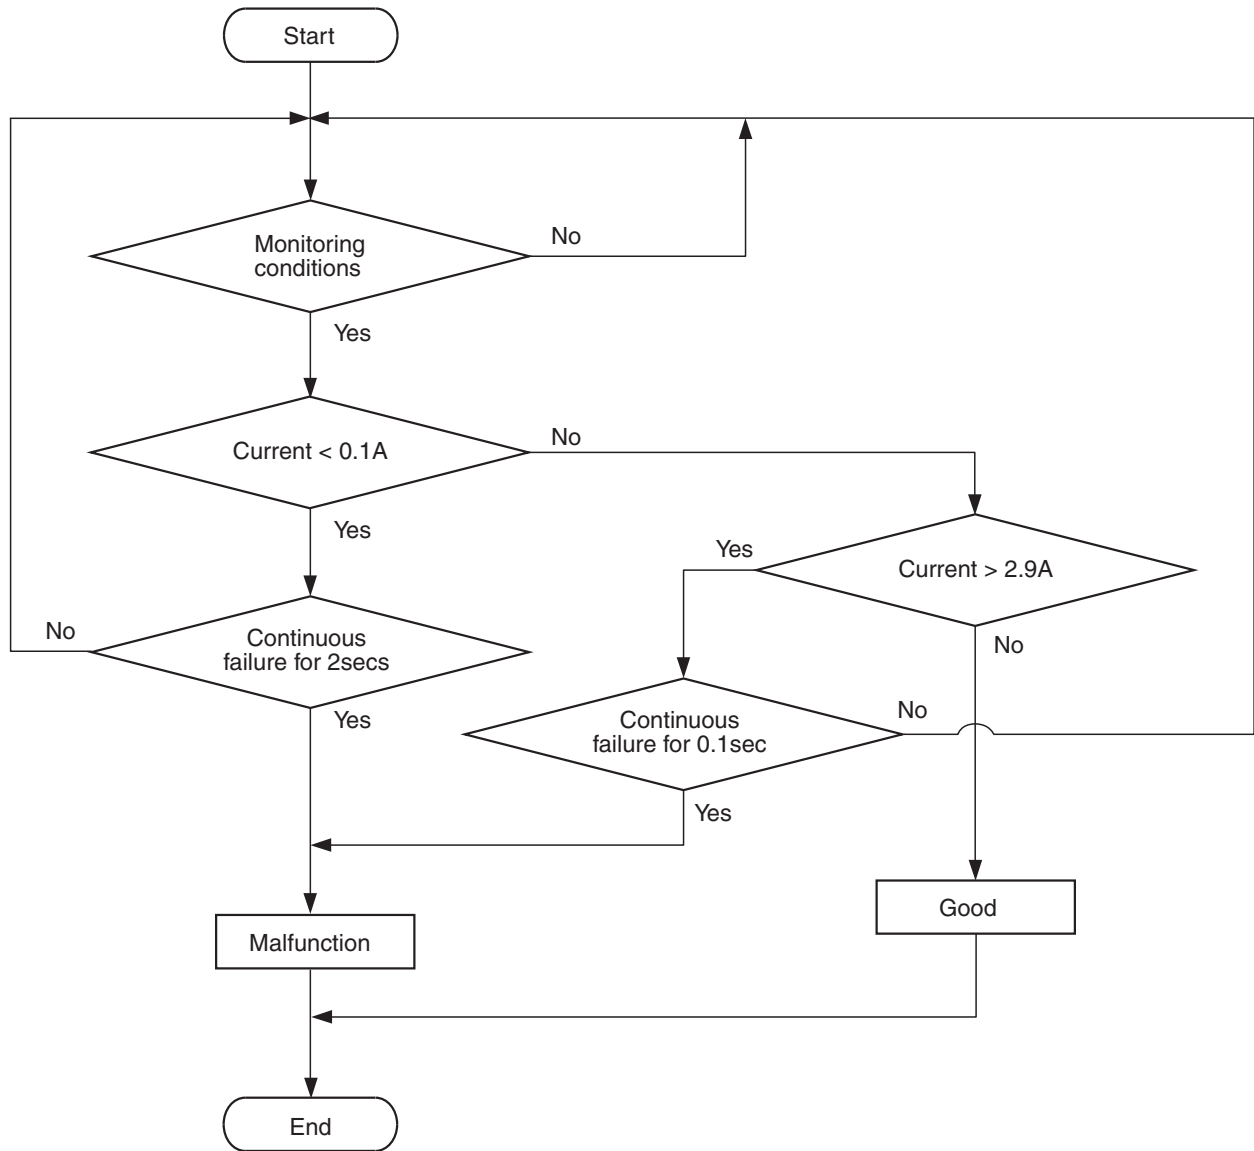 Start
Monitoring
conditions
No
Yes
Current < 0.1A
No
Yes
Current > 2.9A
Yes
No
Continuous
failure for 2secs
No
Yes
Continuous
failure for 0.1sec
No
Yes
Good
Malfunction
End